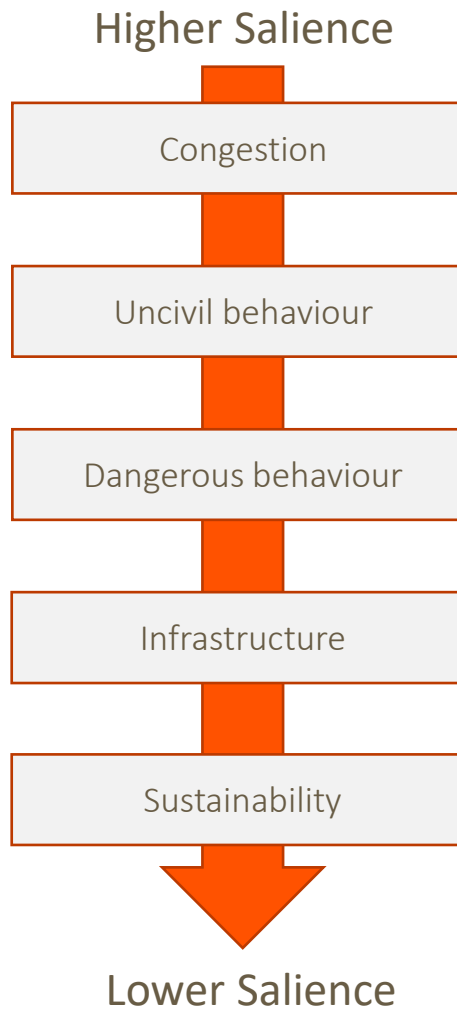 Higher Salience
Congestion
Uncivil behaviour
Dangerous behaviour
Infrastructure
Sustainability
Lower Salience